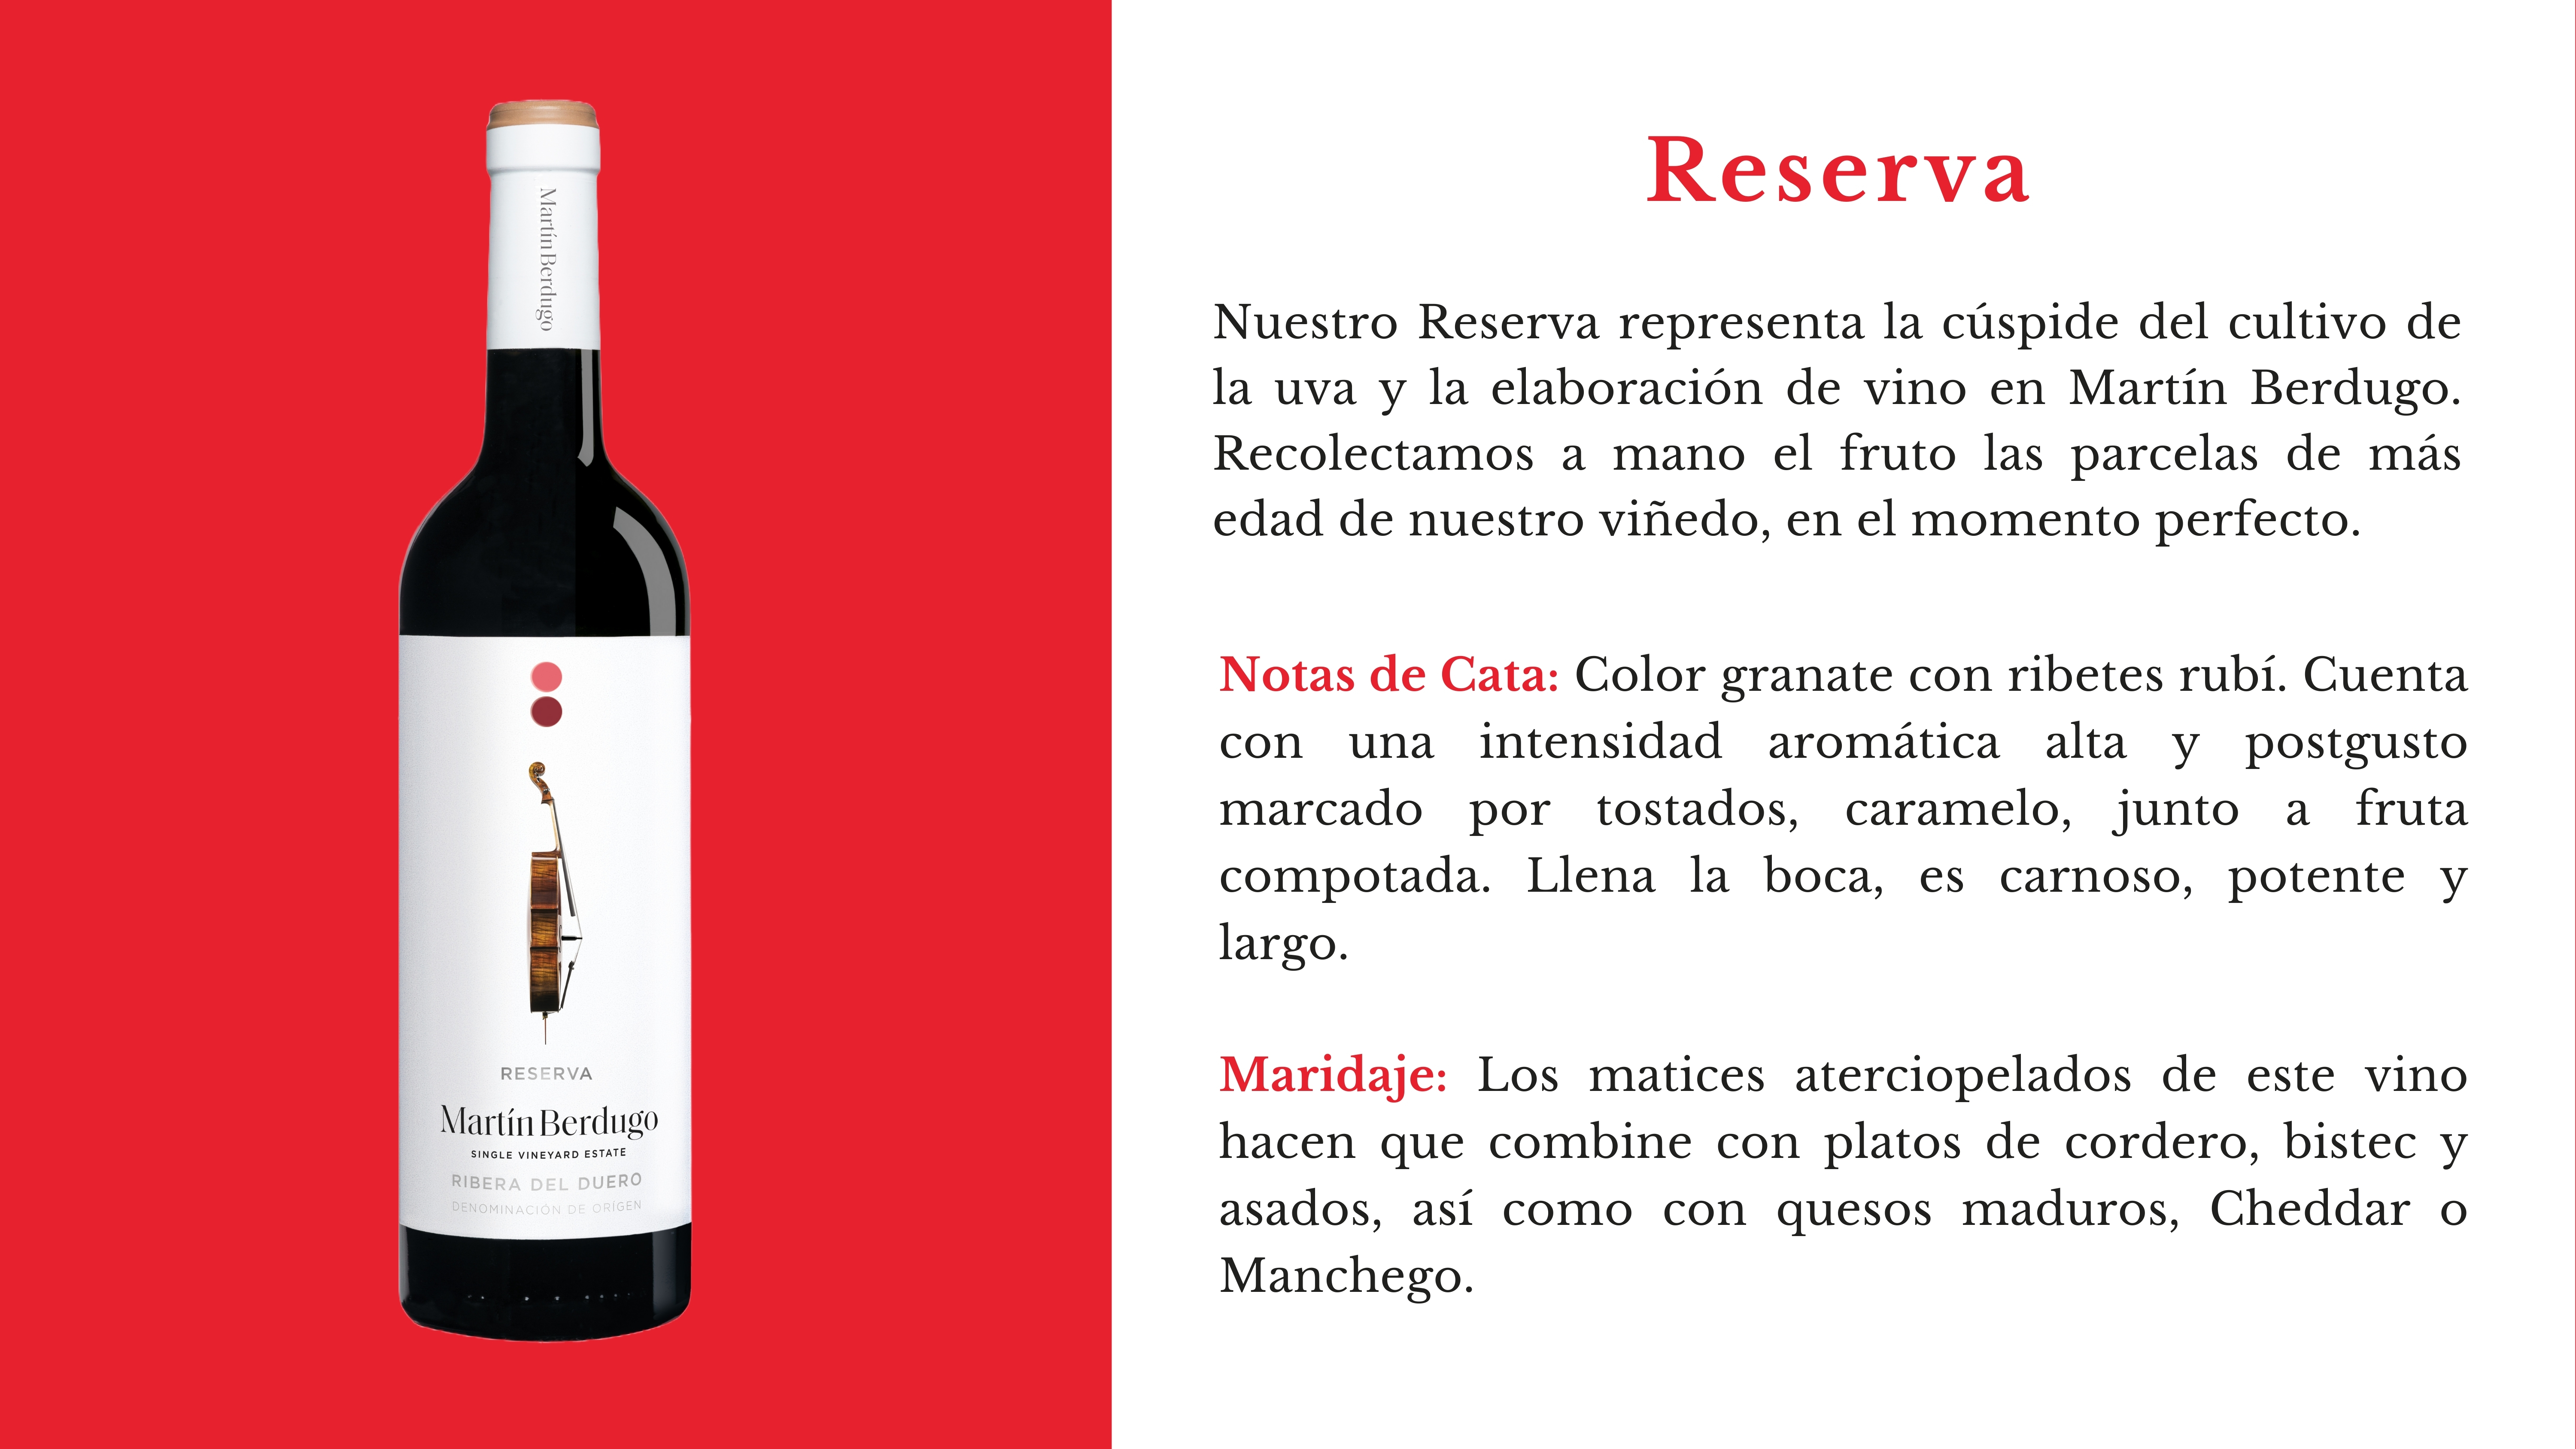 Martín Berdugo
RESERVA
Martín Berdugo
SINGLE VINEYARD ESTATE
RIBERA DEL DUERO
DENOMINACIÓN DE ORÍGEN
Reserva
Nuestro Reserva representa la cúspide del cultivo de
la uva y la elaboración de vino en Martín Berdugo.
Recolectamos a mano el fruto las parcelas de más
edad de nuestro viñedo, en el momento perfecto.
Notas de Cata: Color granate con ribetes rubí. Cuenta
con una intensidad aromática alta y postgusto
marcado por tostados, caramelo, junto a fruta
compotada. Llena la boca, es carnoso, potente y
largo.
Maridaje: Los matices aterciopelados de este vino
hacen que combine con platos de cordero, bistec y
asados, así como con quesos maduros, Cheddar o
Manchego.